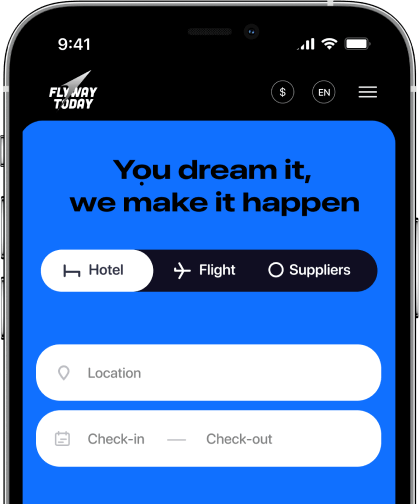 9:41
FLYWAY
TODAY
$
EN
You dream it,
we make it happen
Hotel
Flight
Suppliers
Location
Check-in — Check-out